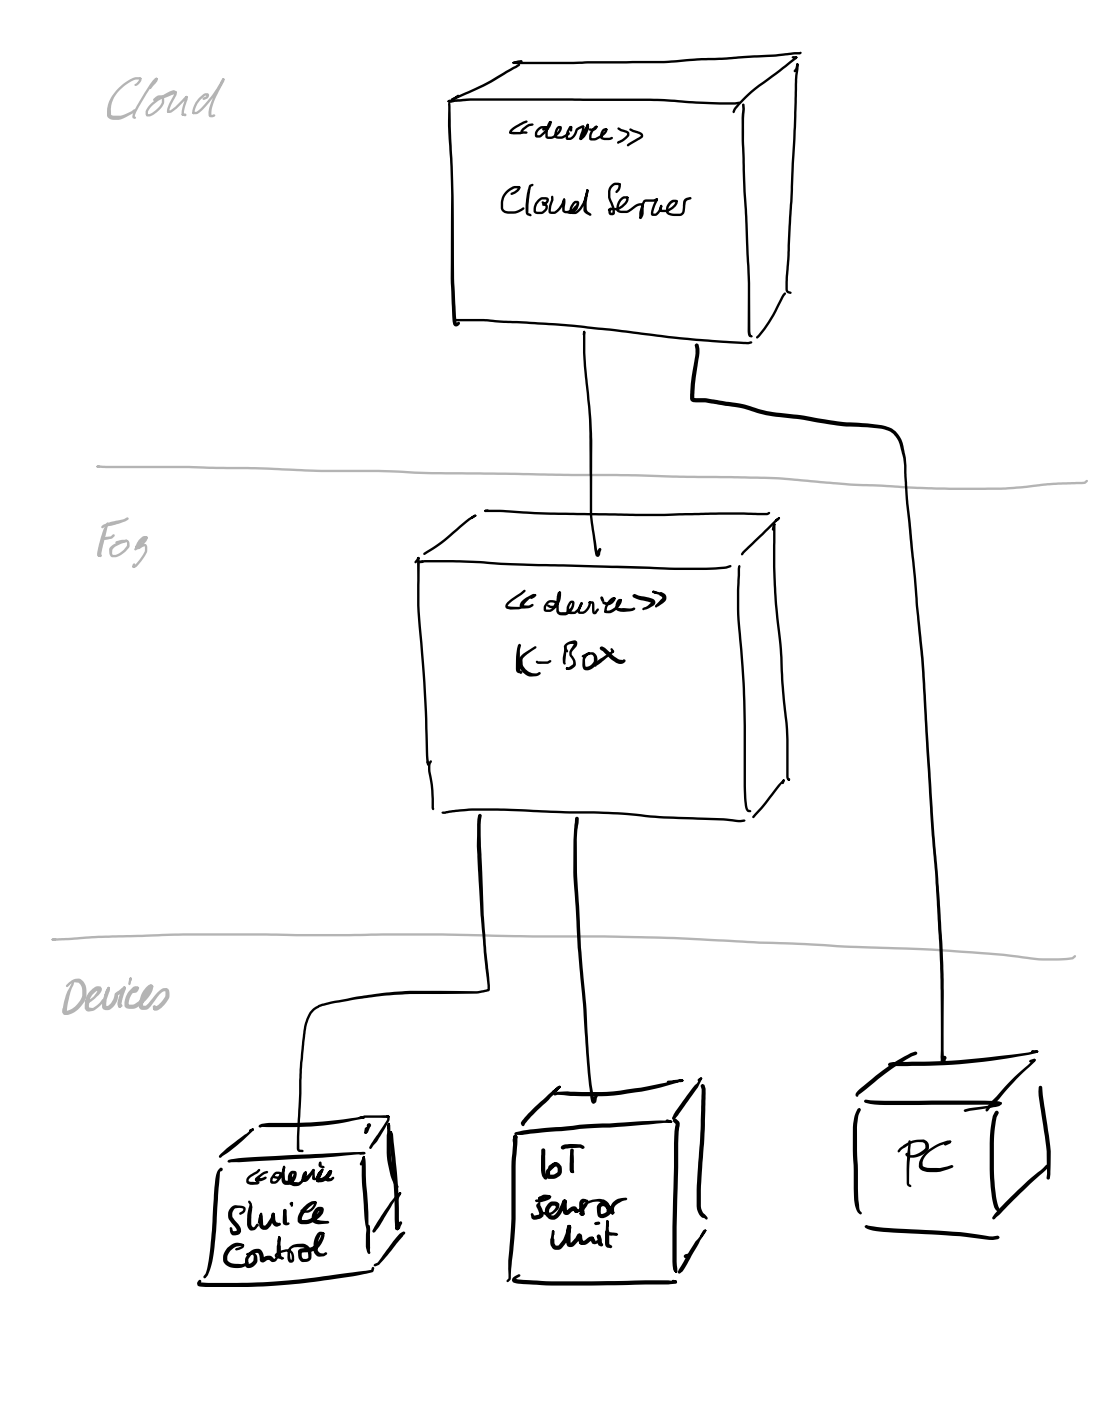 Cloud
<<device>>
Cloud Server
Fog
<<device>>
K-Box
Devices
<<device
Sluice
Control
IoT
Sensor
Unit
PC